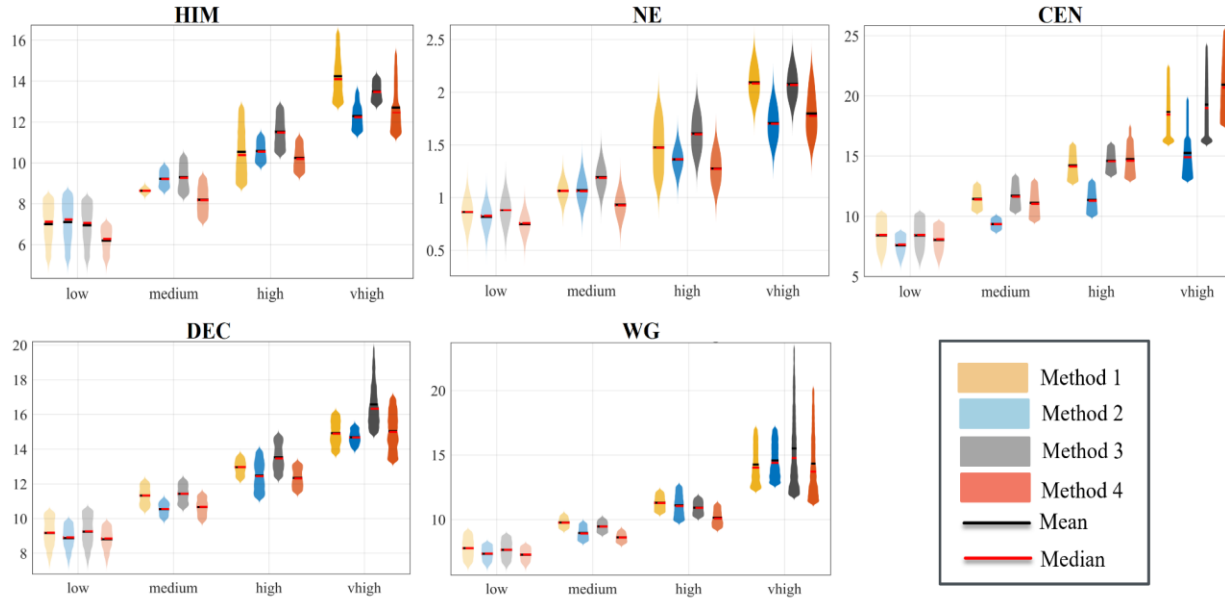 HIM
16
14
12
10
8
6
low
medium
high
vhigh
NE
2.5
2
1.5
1
0.5
low
medium
high
vhigh
CEN
25
20
15
10
5
low
medium
high
vhigh
DEC
20
18
16
14
12
10
8
low
medium
high
vhigh
WG
20
15
10
low
medium
high
vhigh
Method 1
Method 2
Method 3
Method 4
Mean
Median